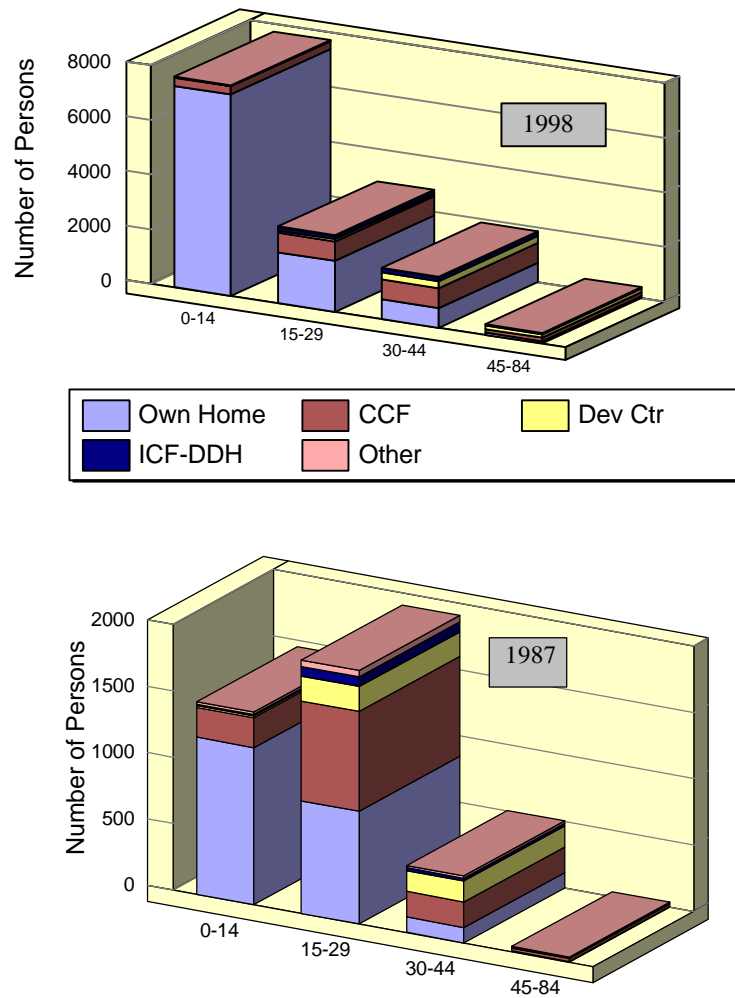 8000
6000
4000
2000
0
Number of Persons
1998
0-14
15-29
30-44
45-84
Own Home
CCF
Dev Ctr
ICF-DDH
Other
2000
1500
1000
500
0
Number of Persons
1987
0-14
15-29
30-44
45-84